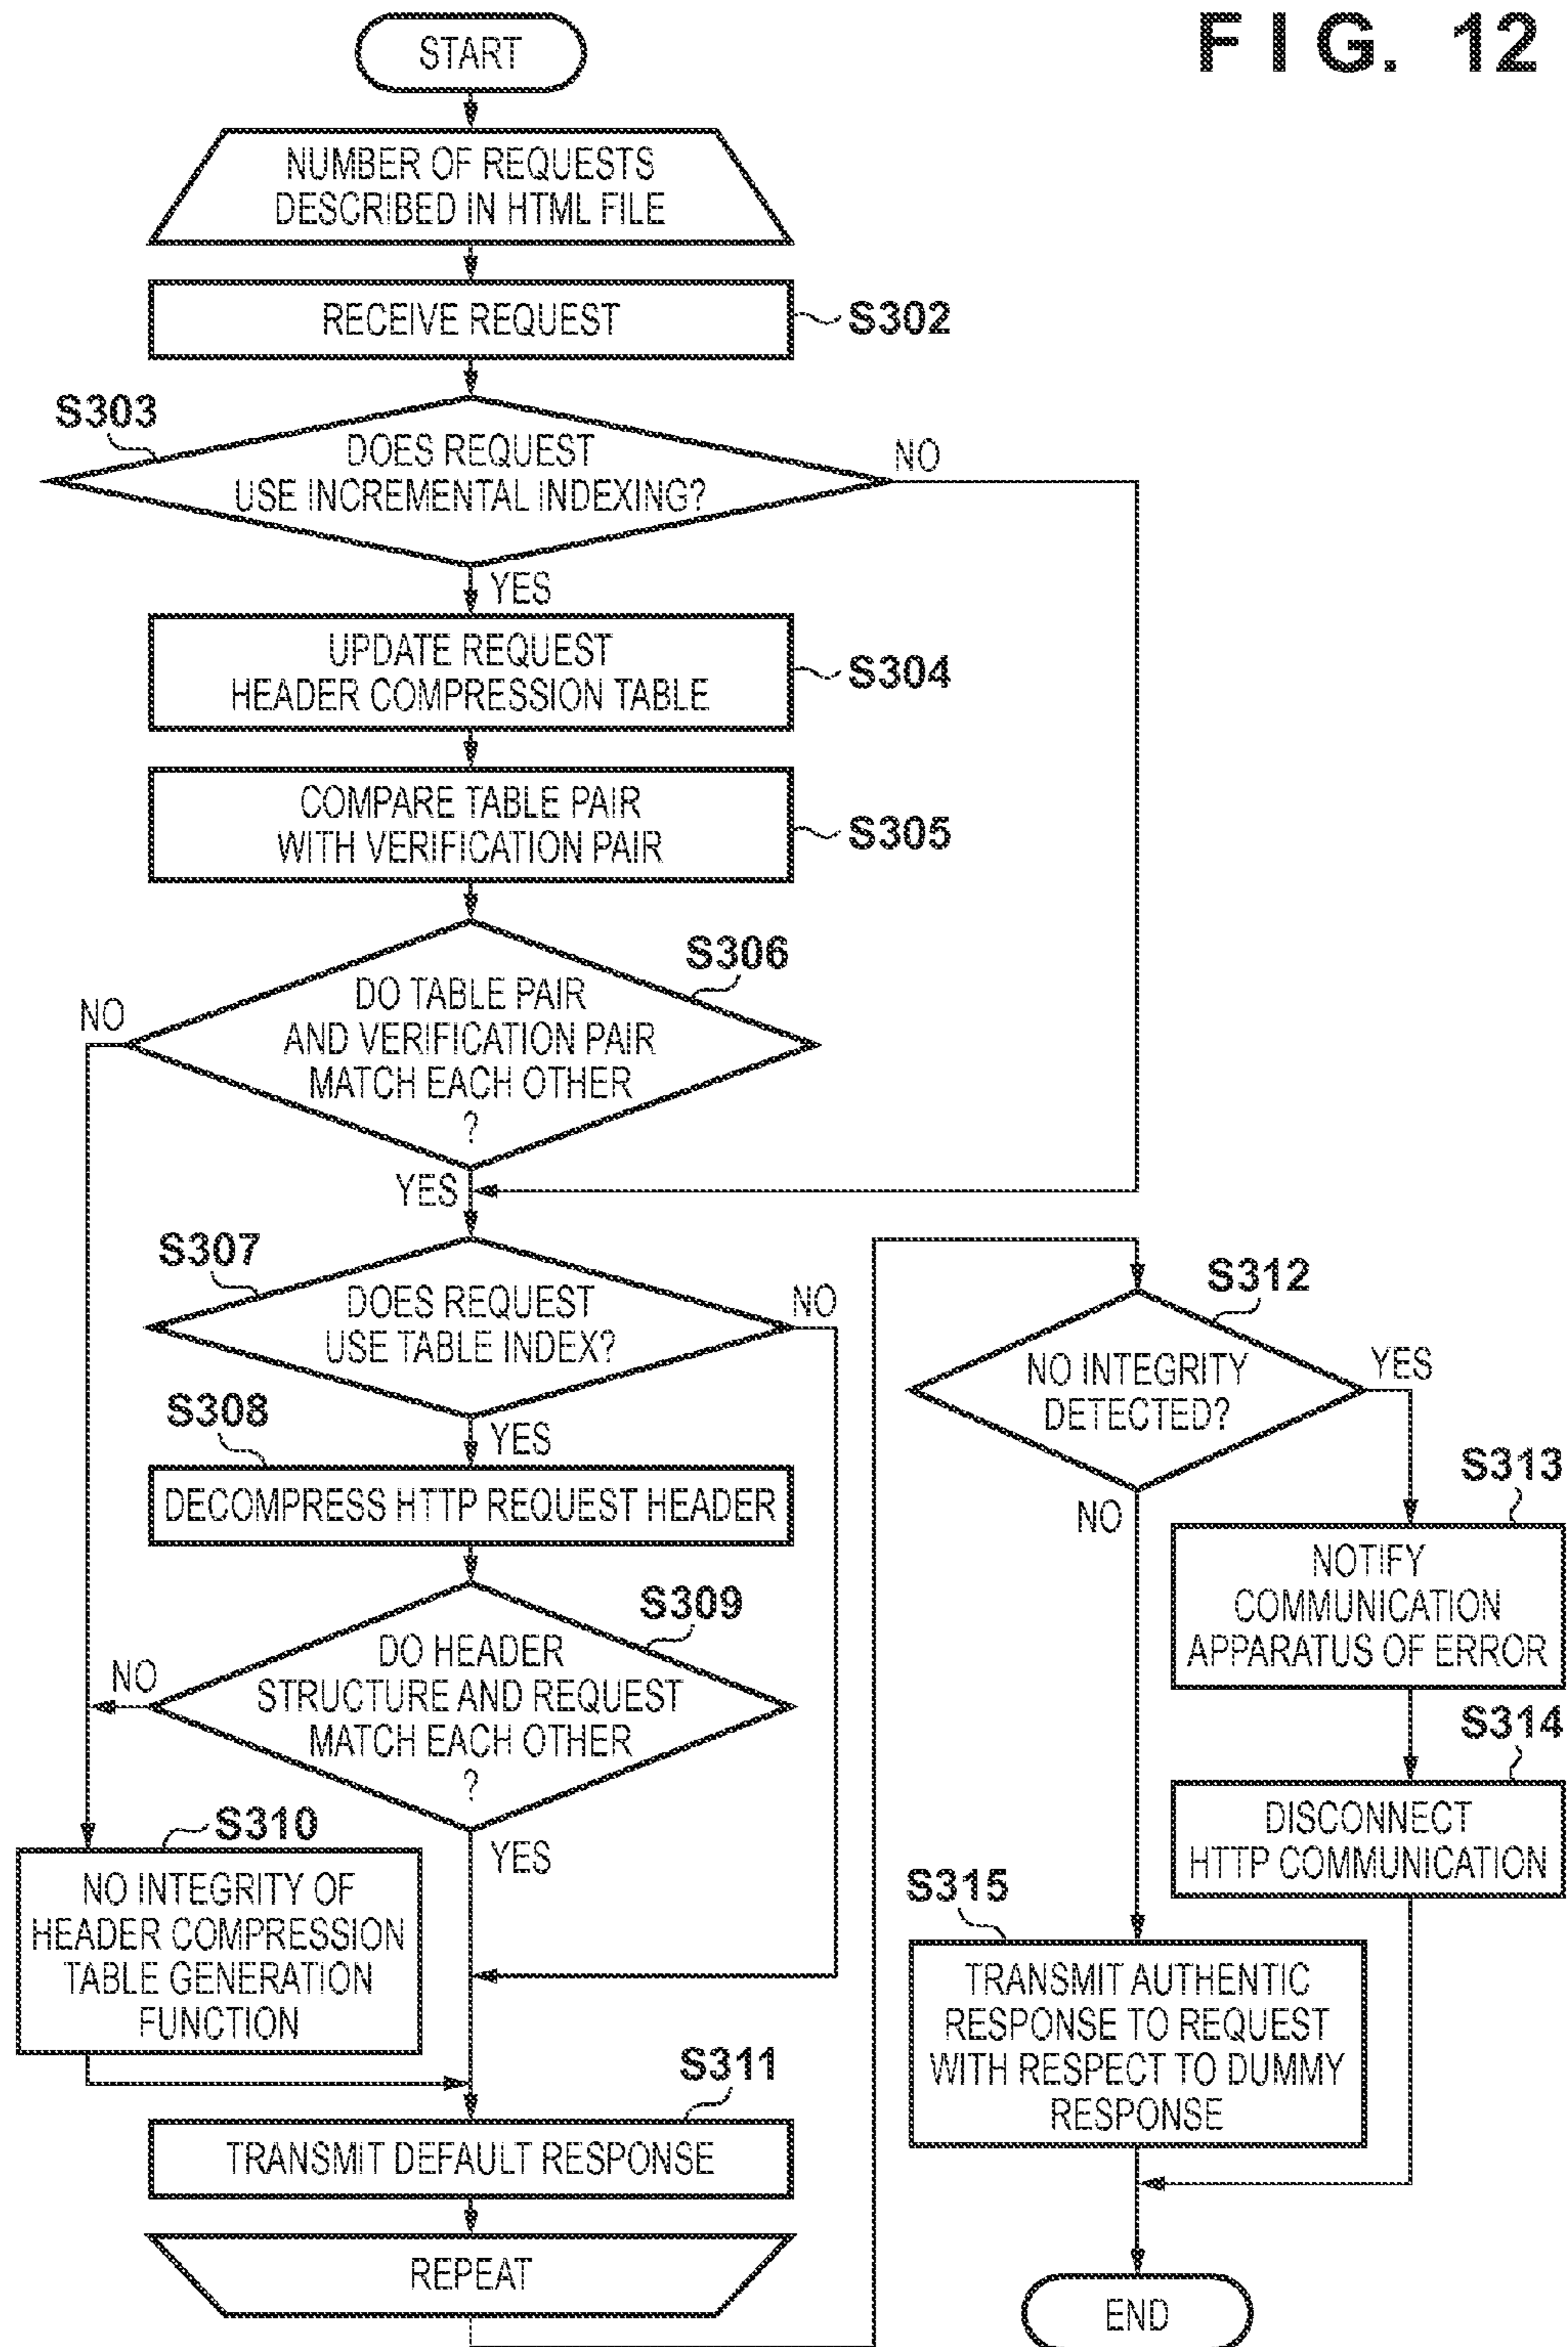 FIG. 12
START
NUMBER OF REQUESTS
DESCRIBED IN HTML FILE
RECEIVE REQUEST
S302
S303
DOES REQUEST
USE INCREMENTAL INDEXING?
NO
YES
UPDATE REQUEST
HEADER COMPRESSION TABLE
S304
COMPARE TABLE PAIR
WITH VERIFICATION PAIR
S305
S306
DO TABLE PAIR
AND VERIFICATION PAIR
MATCH EACH OTHER
?
NO
YES
S307
DOES REQUEST
USE TABLE INDEX?
NO
YES
S308
DECOMPRESS HTTP REQUEST HEADER
S309
DO HEADER
STRUCTURE AND REQUEST
MATCH EACH OTHER
?
NO
YES
S310
NO INTEGRITY OF
HEADER COMPRESSION
TABLE GENERATION
FUNCTION
S311
TRANSMIT DEFAULT RESPONSE
REPEAT
S312
NO INTEGRITY
DETECTED?
YES
NO
S313
NOTIFY
COMMUNICATION
APPARATUS OF ERROR
S314
DISCONNECT
HTTP COMMUNICATION
S315
TRANSMIT AUTHENTIC
RESPONSE TO REQUEST
WITH RESPECT TO DUMMY
RESPONSE
END